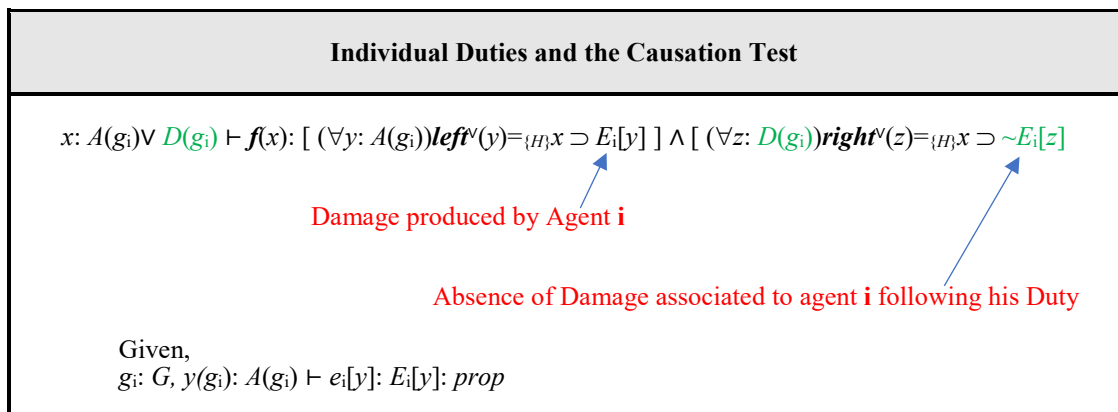 Individual Duties and the Causation Test
x: A(gᵢ)∨ D(gᵢ) ⊢ f(x): [ (∀y: A(gᵢ))left^∨(y)=_{H}x ⊃ Eᵢ[y] ] ∧ [ (∀z: D(gᵢ))right^∨(z)=_{H}x ⊃ ~Eᵢ[z]
Damage produced by Agent i
Absence of Damage associated to agent i following his Duty
Given,
gᵢ: G, y(gᵢ): A(gᵢ) ⊢ eᵢ[y]: Eᵢ[y]: prop